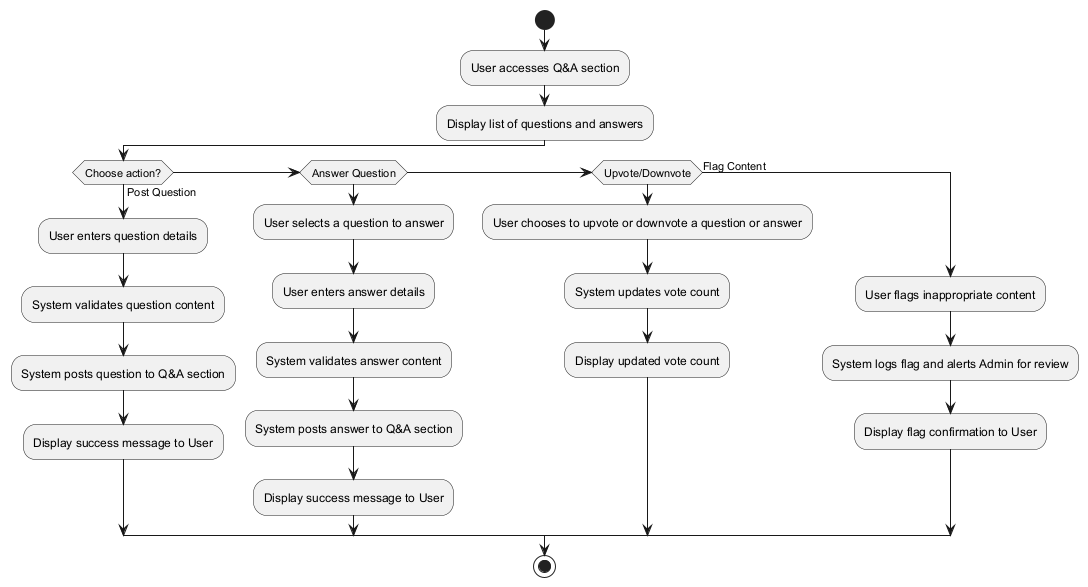 User accesses Q&A section
Display list of questions and answers
Choose action?
Post Question
Answer Question
Upvote/Downvote
Flag Content
User enters question details
System validates question content
System posts question to Q&A section
Display success message to User
User selects a question to answer
User enters answer details
System validates answer content
System posts answer to Q&A section
Display success message to User
User chooses to upvote or downvote a question or answer
System updates vote count
Display updated vote count
User flags inappropriate content
System logs flag and alerts Admin for review
Display flag confirmation to User